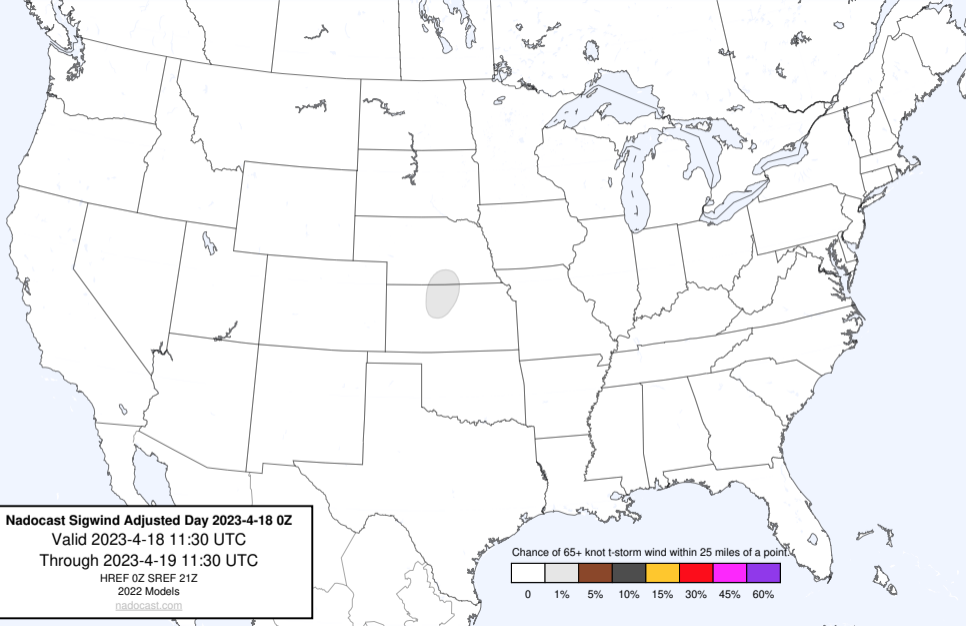 Nadocast Sigwind Adjusted Day 2023-4-18 0Z
Valid 2023-4-18 11:30 UTC
Through 2023-4-19 11:30 UTC
HREF 0Z SREF 21Z
2022 Models
nadocast.com
Chance of 65+ knot t-storm wind within 25 miles of a point.
0 1% 5% 10% 15% 30% 45% 60%